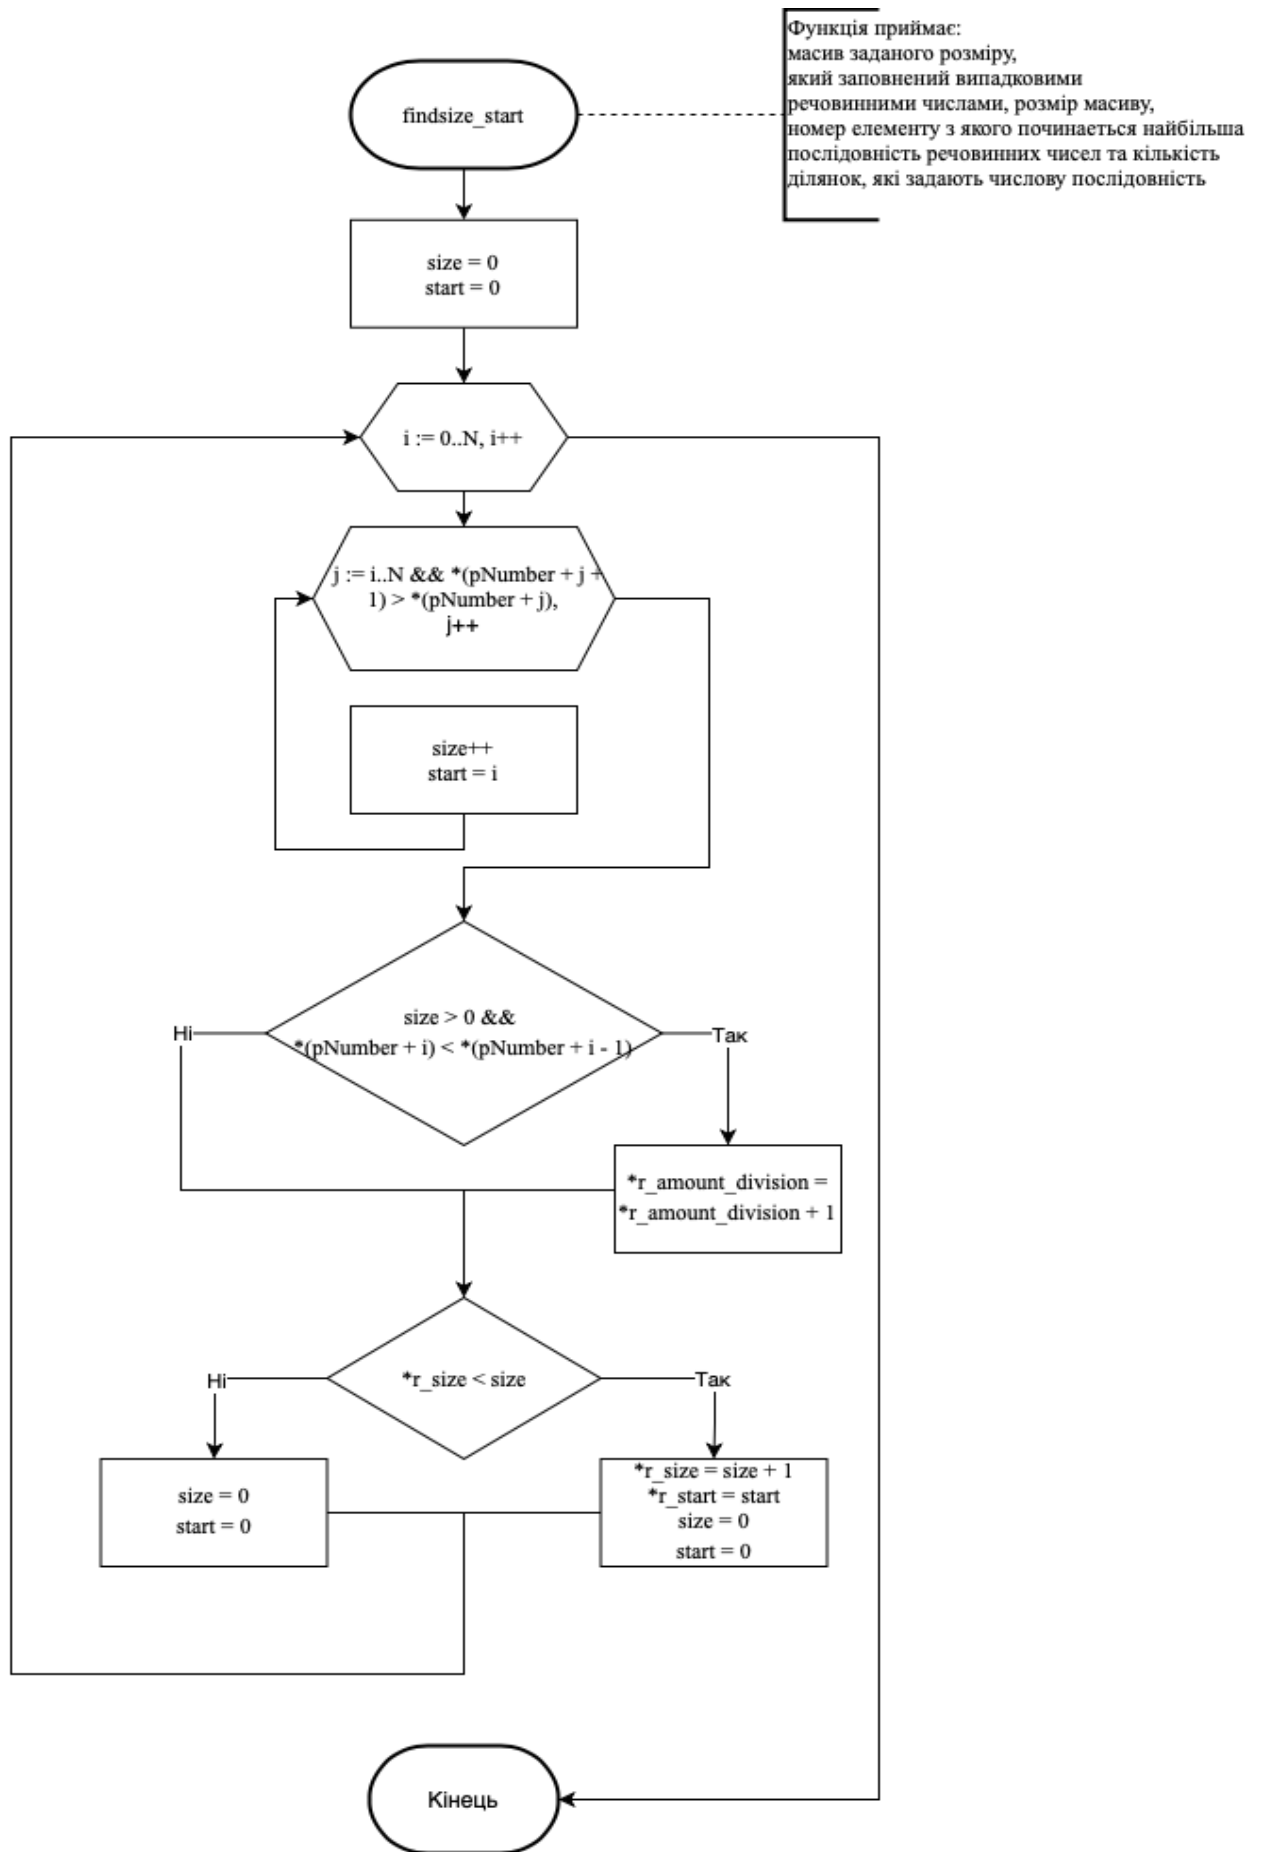 Функція приймає:
масив заданого розміру,
який заповнений випадковими
речовинними числами, розмір масиву,
номер елементу з якого починаеться найбільша
послідовність речовинних чисел та кількість
ділянок, які задають числову послідовність
findsize_start
size = 0
start = 0
i := 0..N, i++
j := i..N && *(pNumber + j +
1) > *(pNumber + j),
j++
size++
start = i
size > 0 &&
*(pNumber + i) < *(pNumber + i - 1)
Ні
Так
*r_amount_division =
*r_amount_division + 1
*r_size < size
Ні
Так
size = 0
start = 0
*r_size = size + 1
*r_start = start
size = 0
start = 0
Кінець